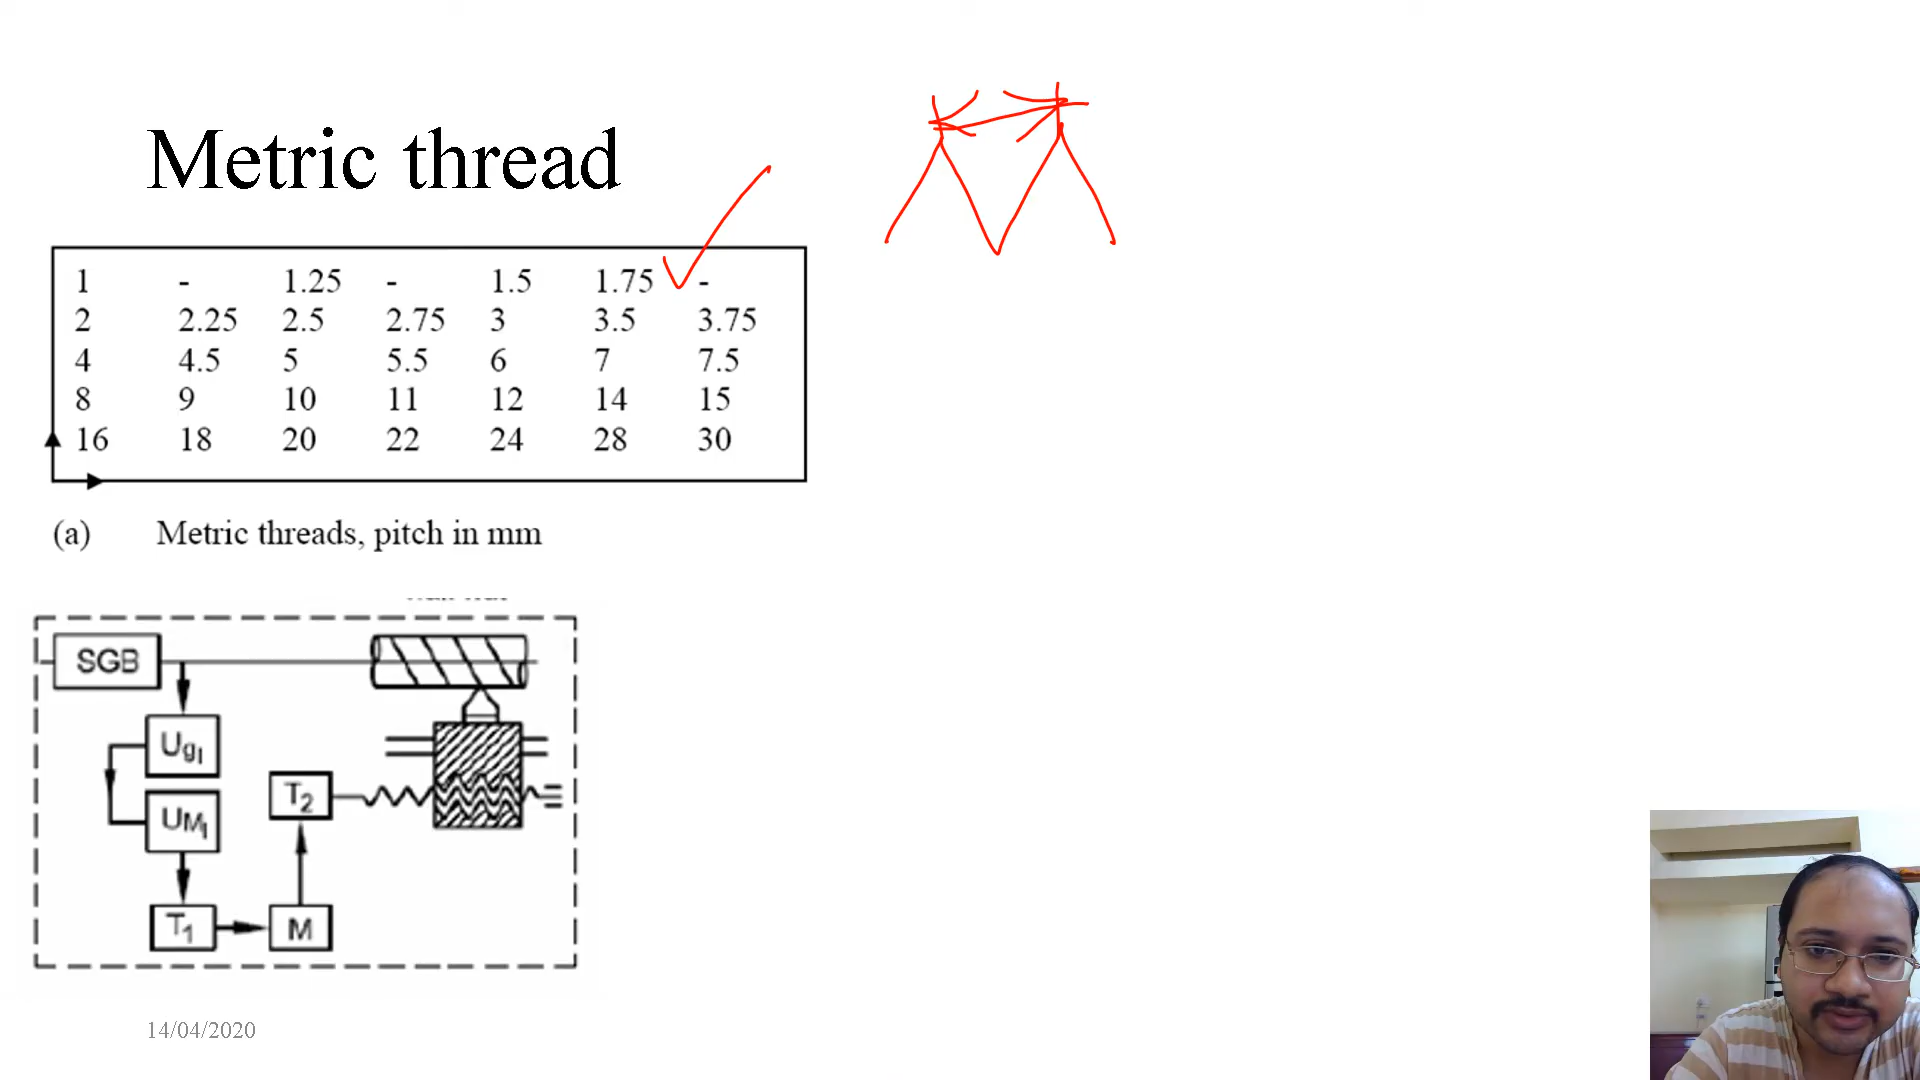 Metric thread
1 - 1.25 - 1.5 1.75 -
2 2.25 2.5 2.75 3 3.5 3.75
4 4.5 5 5.5 6 7 7.5
8 9 10 11 12 14 15
16 18 20 22 24 28 30
(a) Metric threads, pitch in mm
SGB
Ug1
UM1
T2
T1
M
14/04/2020